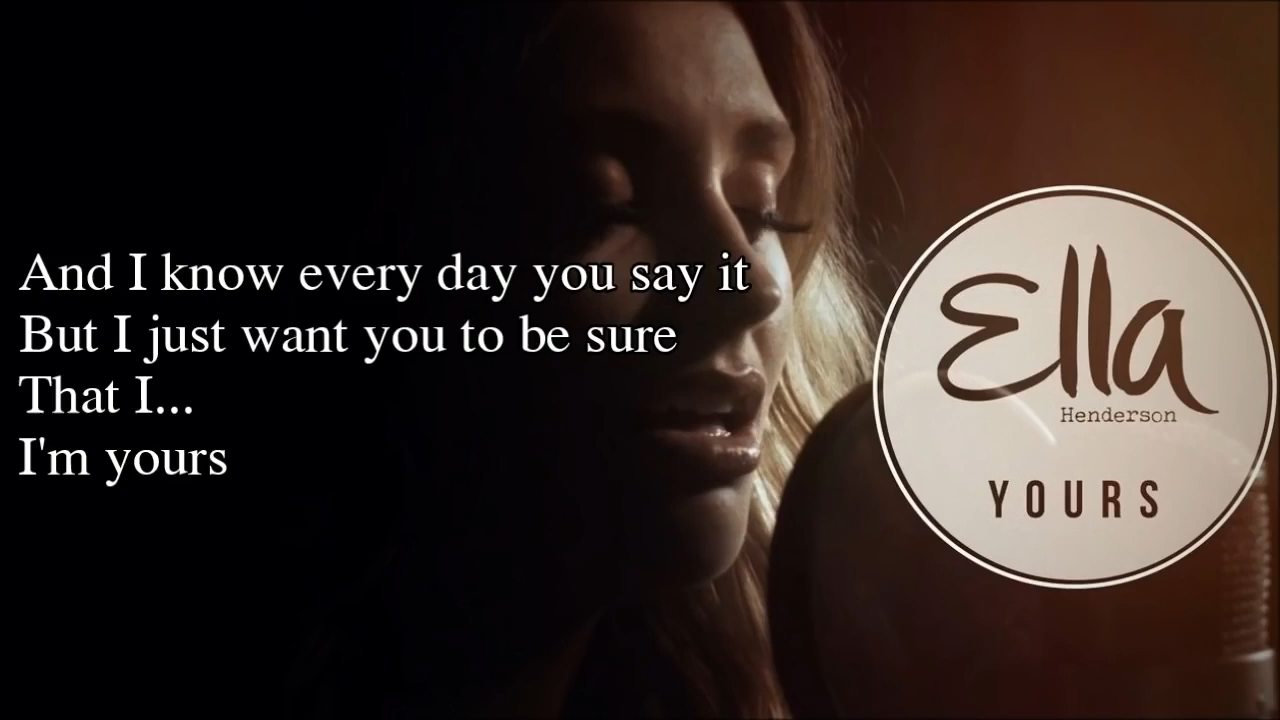 And I know every day you say it
But I just want you to be sure
That I...
I'm yours
Ella
Henderson
YOURS